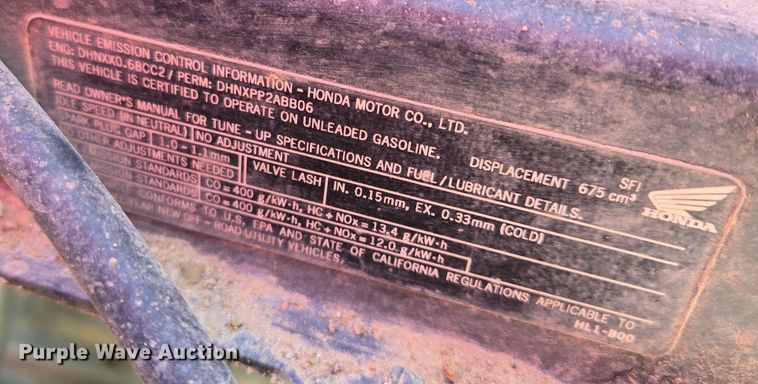 VEHICLE EMISSION CONTROL INFORMATION - HONDA MOTOR CO., LTD.
ENG: DHNXX0.68CC2 / PERM: DHNXPP2ABB06
THIS VEHICLE IS CERTIFIED TO OPERATE ON UNLEADED GASOLINE.
DISPLACEMENT 675 cm³
SFI
HONDA
READ OWNER'S MANUAL FOR TUNE - UP SPECIFICATIONS AND FUEL/LUBRICANT DETAILS.
IDLE SPEED (IN NEUTRAL) NO ADJUSTMENT
SPARK PLUG GAP 1.0 - 1.1 mm VALVE LASH IN. 0.15mm, EX. 0.33mm (COLD)
NO OTHER ADJUSTMENTS NEEDED
EMISSION STANDARDS CO= 400 g/kW·h, HC + NOx= 13.4 g/kW·h
STANDARDS CO= 400 g/kW·h, HC + NOx= 12.0 g/kW·h
CONFORMS TO U.S. EPA AND STATE OF CALIFORNIA REGULATIONS APPLICABLE TO
YEAR NEW OFF - ROAD UTILITY VEHICLES.
HL1-B00
Purple Wave Auction